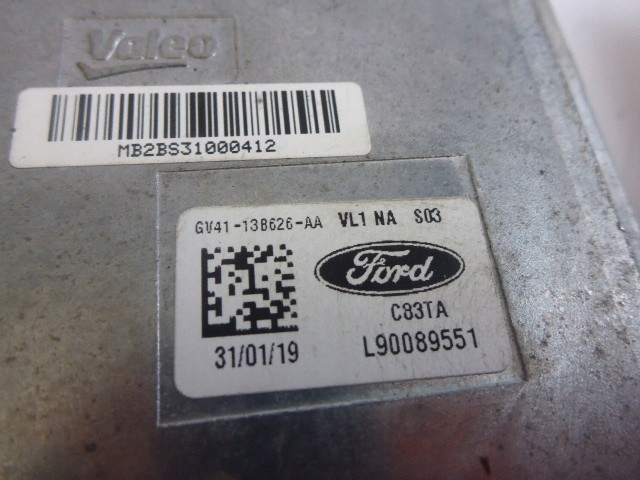 Valeo
MB2BS31000412
GV41-13B626-AA VL1 NA S03
Ford
C83TA
31/01/19 L90089551